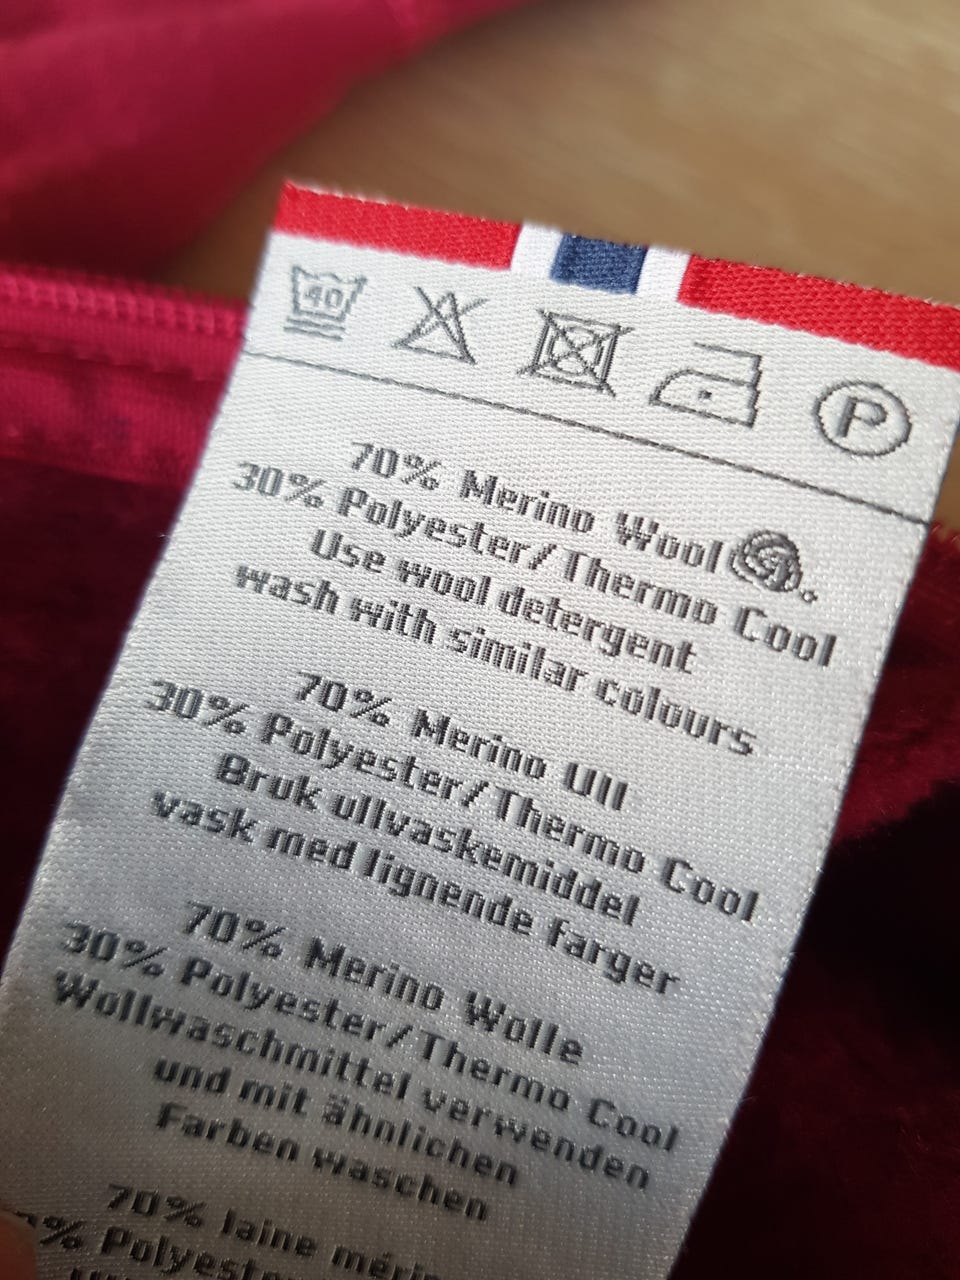 40
P
70% Merino Wool
30% Polyester/Thermo Cool
Use wool detergent
wash with similar colours
70% Merino Ull
30% Polyester/Thermo Cool
Bruk ullvaskemiddel
vask med lignende farger
70% Merino Wolle
30% Polyester/Thermo Cool
Wollwaschmittel verwenden
und mit ähnlichen
Farben waschen
70% laine